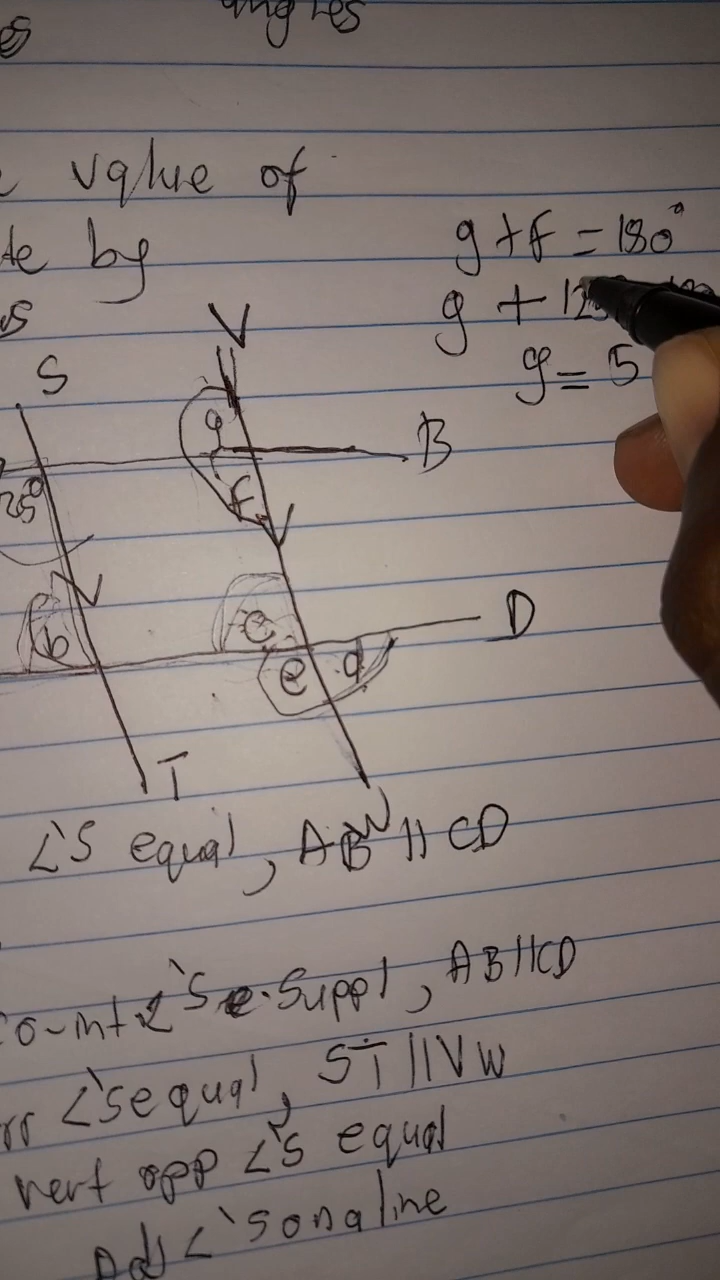 angles
value of
by
g + f = 180°
g +
g = 5
V
S
g
B
25°
f
c
D
b
e d
T
W
∠'s equal, AB || CD
co-int ∠'s suppl, AB || CD
∠'s equal, ST || VW
vert opp ∠'s equal
Adj ∠'s on a line